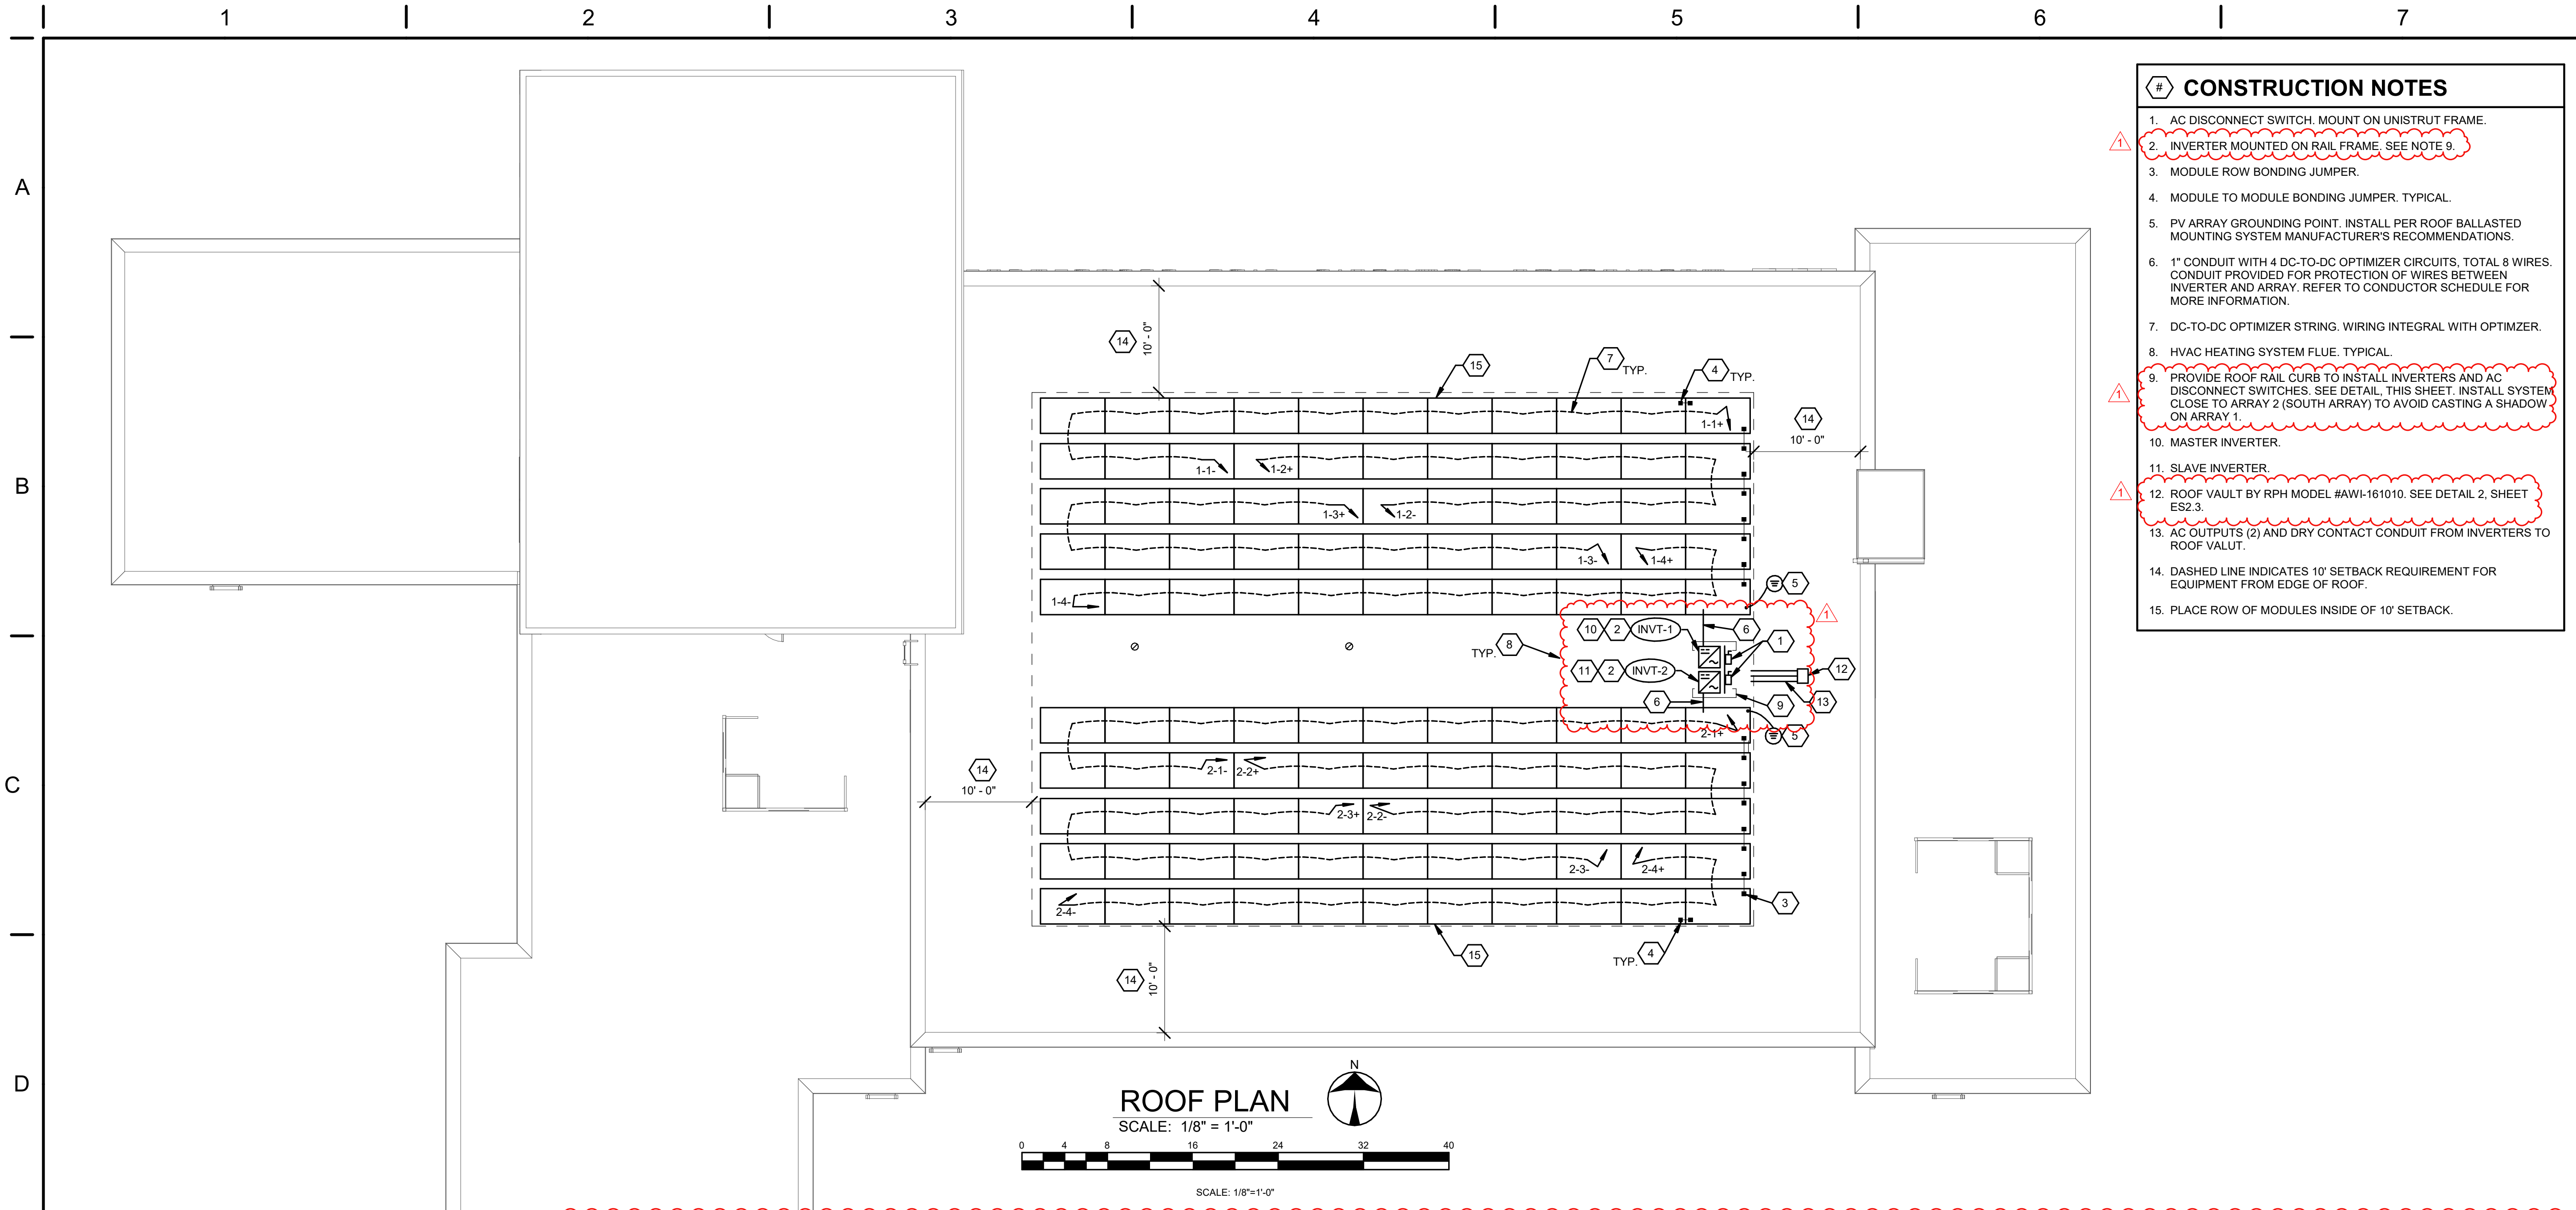 1 2 3 4 5 6 7
A
B
C
D
# CONSTRUCTION NOTES
1. AC DISCONNECT SWITCH. MOUNT ON UNISTRUT FRAME.
1
2. INVERTER MOUNTED ON RAIL FRAME. SEE NOTE 9.
3. MODULE ROW BONDING JUMPER.
4. MODULE TO MODULE BONDING JUMPER. TYPICAL.
5. PV ARRAY GROUNDING POINT. INSTALL PER ROOF BALLASTED
MOUNTING SYSTEM MANUFACTURER'S RECOMMENDATIONS.
6. 1" CONDUIT WITH 4 DC-TO-DC OPTIMIZER CIRCUITS, TOTAL 8 WIRES.
CONDUIT PROVIDED FOR PROTECTION OF WIRES BETWEEN
INVERTER AND ARRAY. REFER TO CONDUCTOR SCHEDULE FOR
MORE INFORMATION.
7. DC-TO-DC OPTIMIZER STRING. WIRING INTEGRAL WITH OPTIMZER.
8. HVAC HEATING SYSTEM FLUE. TYPICAL.
1
9. PROVIDE ROOF RAIL CURB TO INSTALL INVERTERS AND AC
DISCONNECT SWITCHES. SEE DETAIL, THIS SHEET. INSTALL SYSTEM
CLOSE TO ARRAY 2 (SOUTH ARRAY) TO AVOID CASTING A SHADOW
ON ARRAY 1.
10. MASTER INVERTER.
11. SLAVE INVERTER.
1
12. ROOF VAULT BY RPH MODEL #AWI-161010. SEE DETAIL 2, SHEET
ES2.3.
13. AC OUTPUTS (2) AND DRY CONTACT CONDUIT FROM INVERTERS TO
ROOF VALUT.
14. DASHED LINE INDICATES 10' SETBACK REQUIREMENT FOR
EQUIPMENT FROM EDGE OF ROOF.
15. PLACE ROW OF MODULES INSIDE OF 10' SETBACK.
14
10' - 0"
15
7 TYP.
4 TYP.
1-1+
14
10' - 0"
1-1-
1-2+
1-3+
1-2-
1-3-
1-4+
1-4-
5
1
10 2 INVT-1
6
1
TYP. 8
11 2 INVT-2
12
6
9
13
2-1+
5
2-1-
2-2+
14
10' - 0"
2-3+
2-2-
2-3-
2-4+
2-4-
3
15
TYP. 4
14
10' - 0"
N
ROOF PLAN
SCALE: 1/8" = 1'-0"
0 4 8 16 24 32 40
SCALE: 1/8"=1'-0"